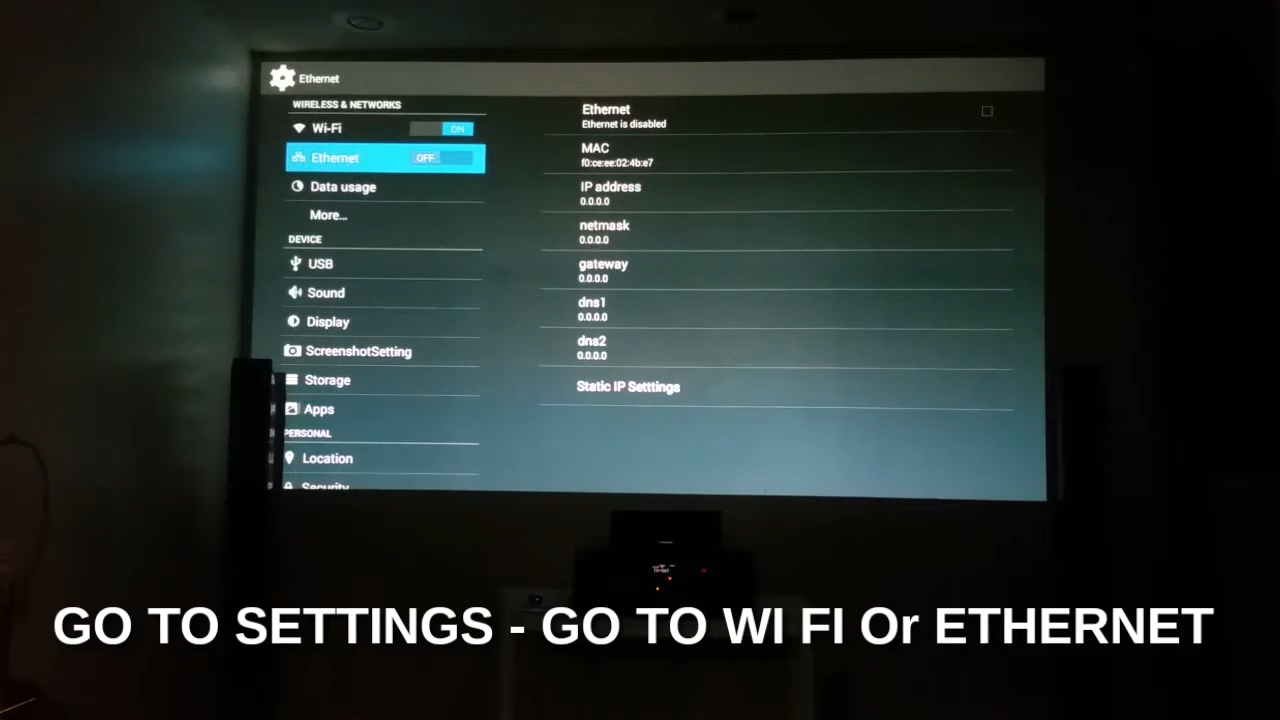 Ethernet
WIRELESS & NETWORKS
Wi-Fi
ON
Ethernet
OFF
Data usage
More...
DEVICE
USB
Sound
Display
ScreenshotSetting
Storage
Apps
PERSONAL
Location
Security
Ethernet
Ethernet is disabled
MAC
f0:ce:ee:02:4b:e7
IP address
0.0.0.0
netmask
0.0.0.0
gateway
0.0.0.0
dns1
0.0.0.0
dns2
0.0.0.0
Static IP Setttings
GO TO SETTINGS - GO TO WI FI Or ETHERNET